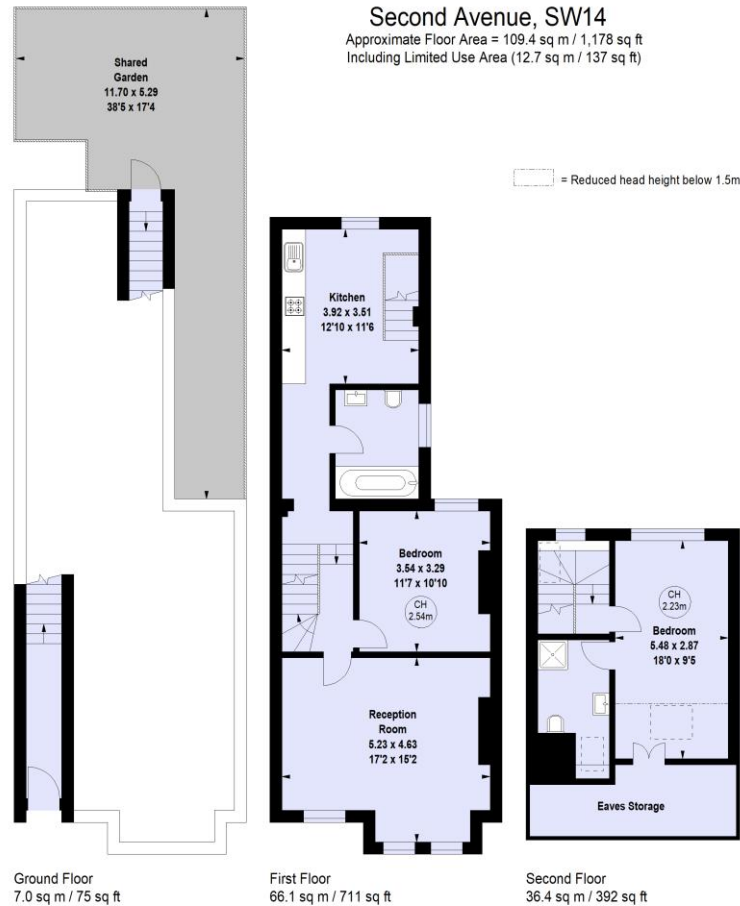 Second Avenue, SW14
Approximate Floor Area = 109.4 sq m / 1,178 sq ft
Including Limited Use Area (12.7 sq m / 137 sq ft)
= Reduced head height below 1.5m
Shared
Garden
11.70 x 5.29
38'5 x 17'4
Kitchen
3.92 x 3.51
12'10 x 11'6
Bedroom
3.54 x 3.29
11'7 x 10'10
CH
2.54m
Reception
Room
5.23 x 4.63
17'2 x 15'2
CH
2.23m
Bedroom
5.48 x 2.87
18'0 x 9'5
Eaves Storage
Ground Floor
7.0 sq m / 75 sq ft
First Floor
66.1 sq m / 711 sq ft
Second Floor
36.4 sq m / 392 sq ft